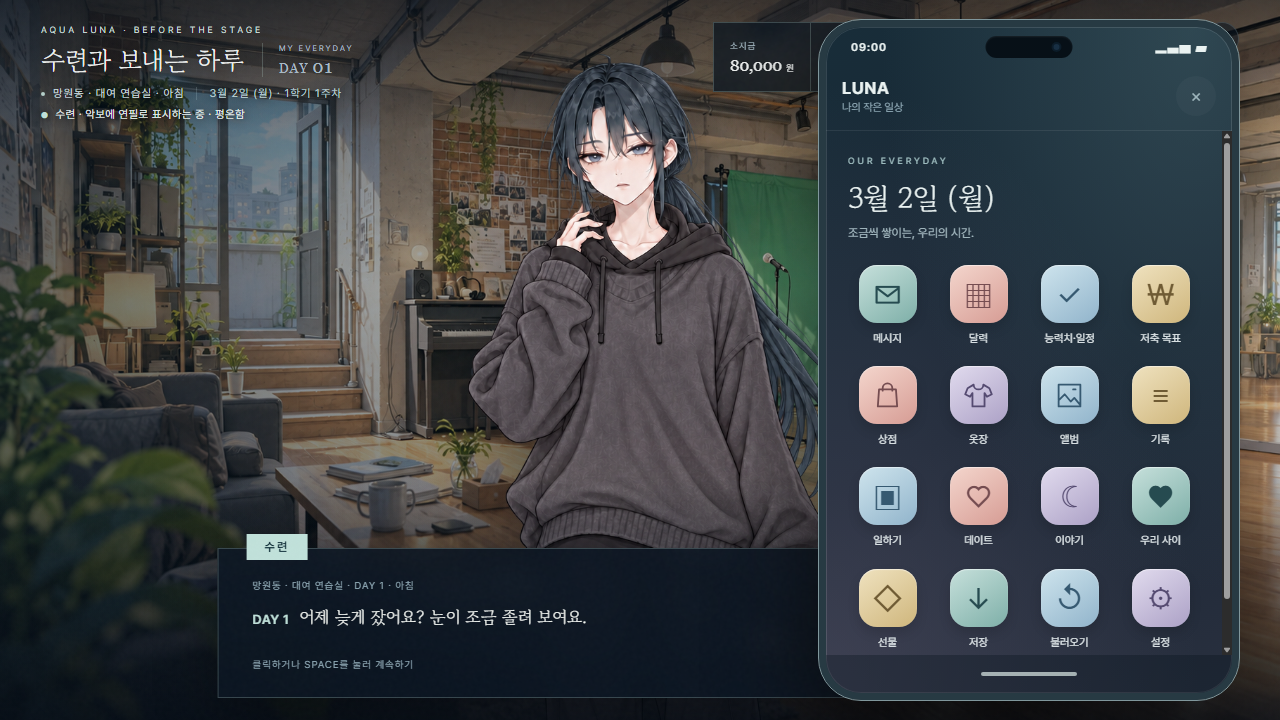 AQUA LUNA · BEFORE THE STAGE
수련과 보내는 하루
MY EVERYDAY
DAY 01
망원동 · 대여 연습실 · 아침
3월 2일 (월) · 1학기 1주차
수련 · 악보에 연필로 표시하는 중 · 평온함
소지금
80,000 원
09:00
LUNA
나의 작은 일상
OUR EVERYDAY
3월 2일 (월)
조금씩 쌓이는, 우리의 시간.
메시지
달력
능력치·일정
저축 목표
상점
옷장
앨범
기록
일하기
데이트
이야기
우리 사이
선물
저장
불러오기
설정
수련
망원동 · 대여 연습실 · DAY 1 · 아침
DAY 1 어제 늦게 잤어요? 눈이 조금 졸려 보여요.
클릭하거나 SPACE를 눌러 계속하기